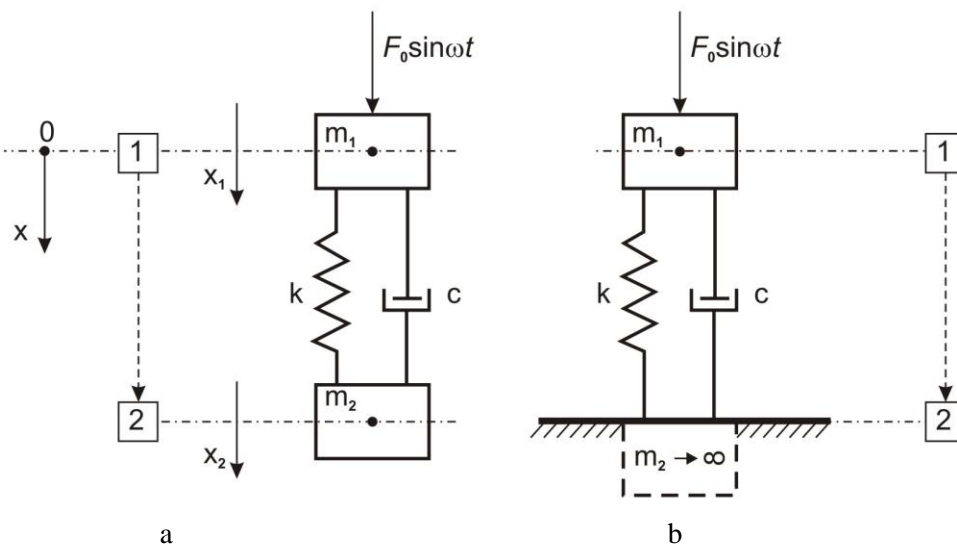 F₀sinωt
F₀sinωt
0
1
m₁
m₁
1
x₁
x
k
c
k
c
m₂
2
2
x₂
m₂ → ∞
a
b